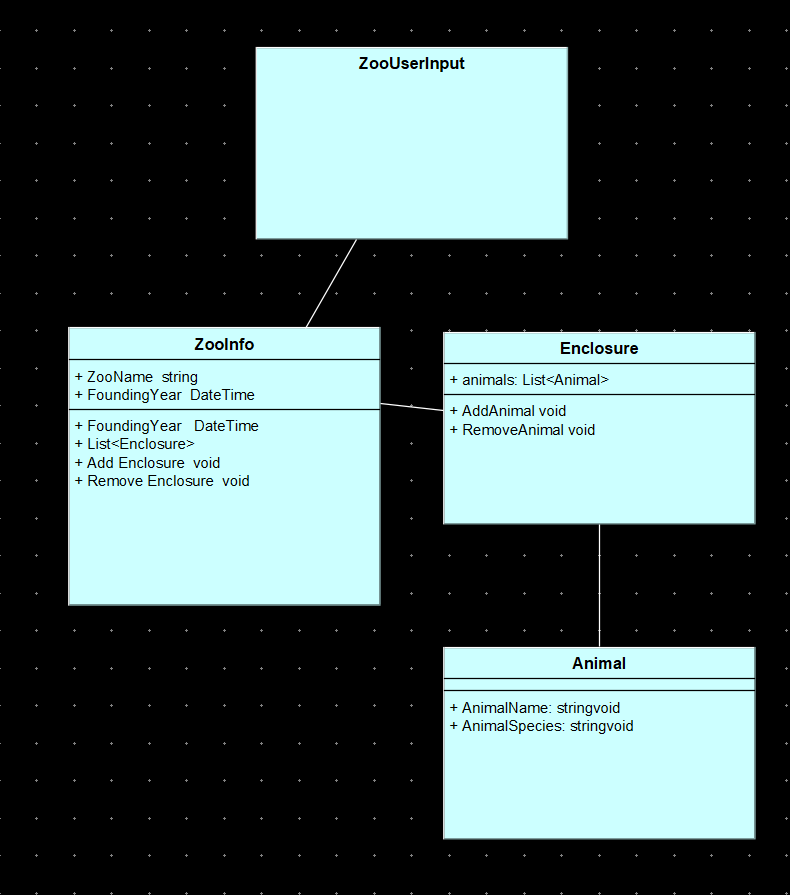 ZooUserInput
ZooInfo
+ ZooName  string
+ FoundingYear  DateTime
+ FoundingYear   DateTime
+ List<Enclosure>
+ Add Enclosure  void
+ Remove Enclosure  void
Enclosure
+ animals: List<Animal>
+ AddAnimal void
+ RemoveAnimal void
Animal
+ AnimalName: stringvoid
+ AnimalSpecies: stringvoid